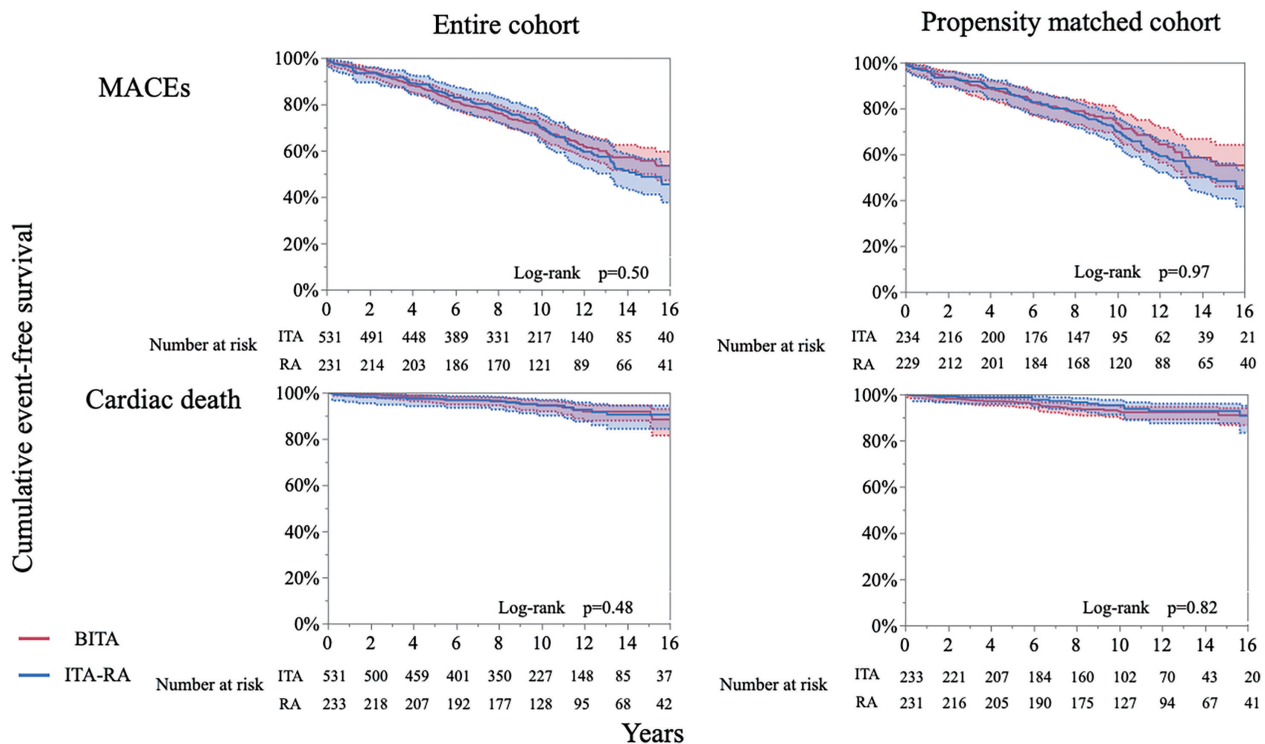 Entire cohort
Propensity matched cohort
MACEs
Cumulative event-free survival
100%
80%
60%
40%
20%
0%
Log-rank p=0.50
0 2 4 6 8 10 12 14 16
Number at risk
ITA 531 491 448 389 331 217 140 85 40
RA 231 214 203 186 170 121 89 66 41
100%
80%
60%
40%
20%
0%
Log-rank p=0.97
0 2 4 6 8 10 12 14 16
Number at risk
ITA 234 216 200 176 147 95 62 39 21
RA 229 212 201 184 168 120 88 65 40
Cardiac death
100%
80%
60%
40%
20%
0%
Log-rank p=0.48
0 2 4 6 8 10 12 14 16
Number at risk
ITA 531 500 459 401 350 227 148 85 37
RA 233 218 207 192 177 128 95 68 42
100%
80%
60%
40%
20%
0%
Log-rank p=0.82
0 2 4 6 8 10 12 14 16
Number at risk
ITA 233 221 207 184 160 102 70 43 20
RA 231 216 205 190 175 127 94 67 41
BITA
ITA-RA
Years